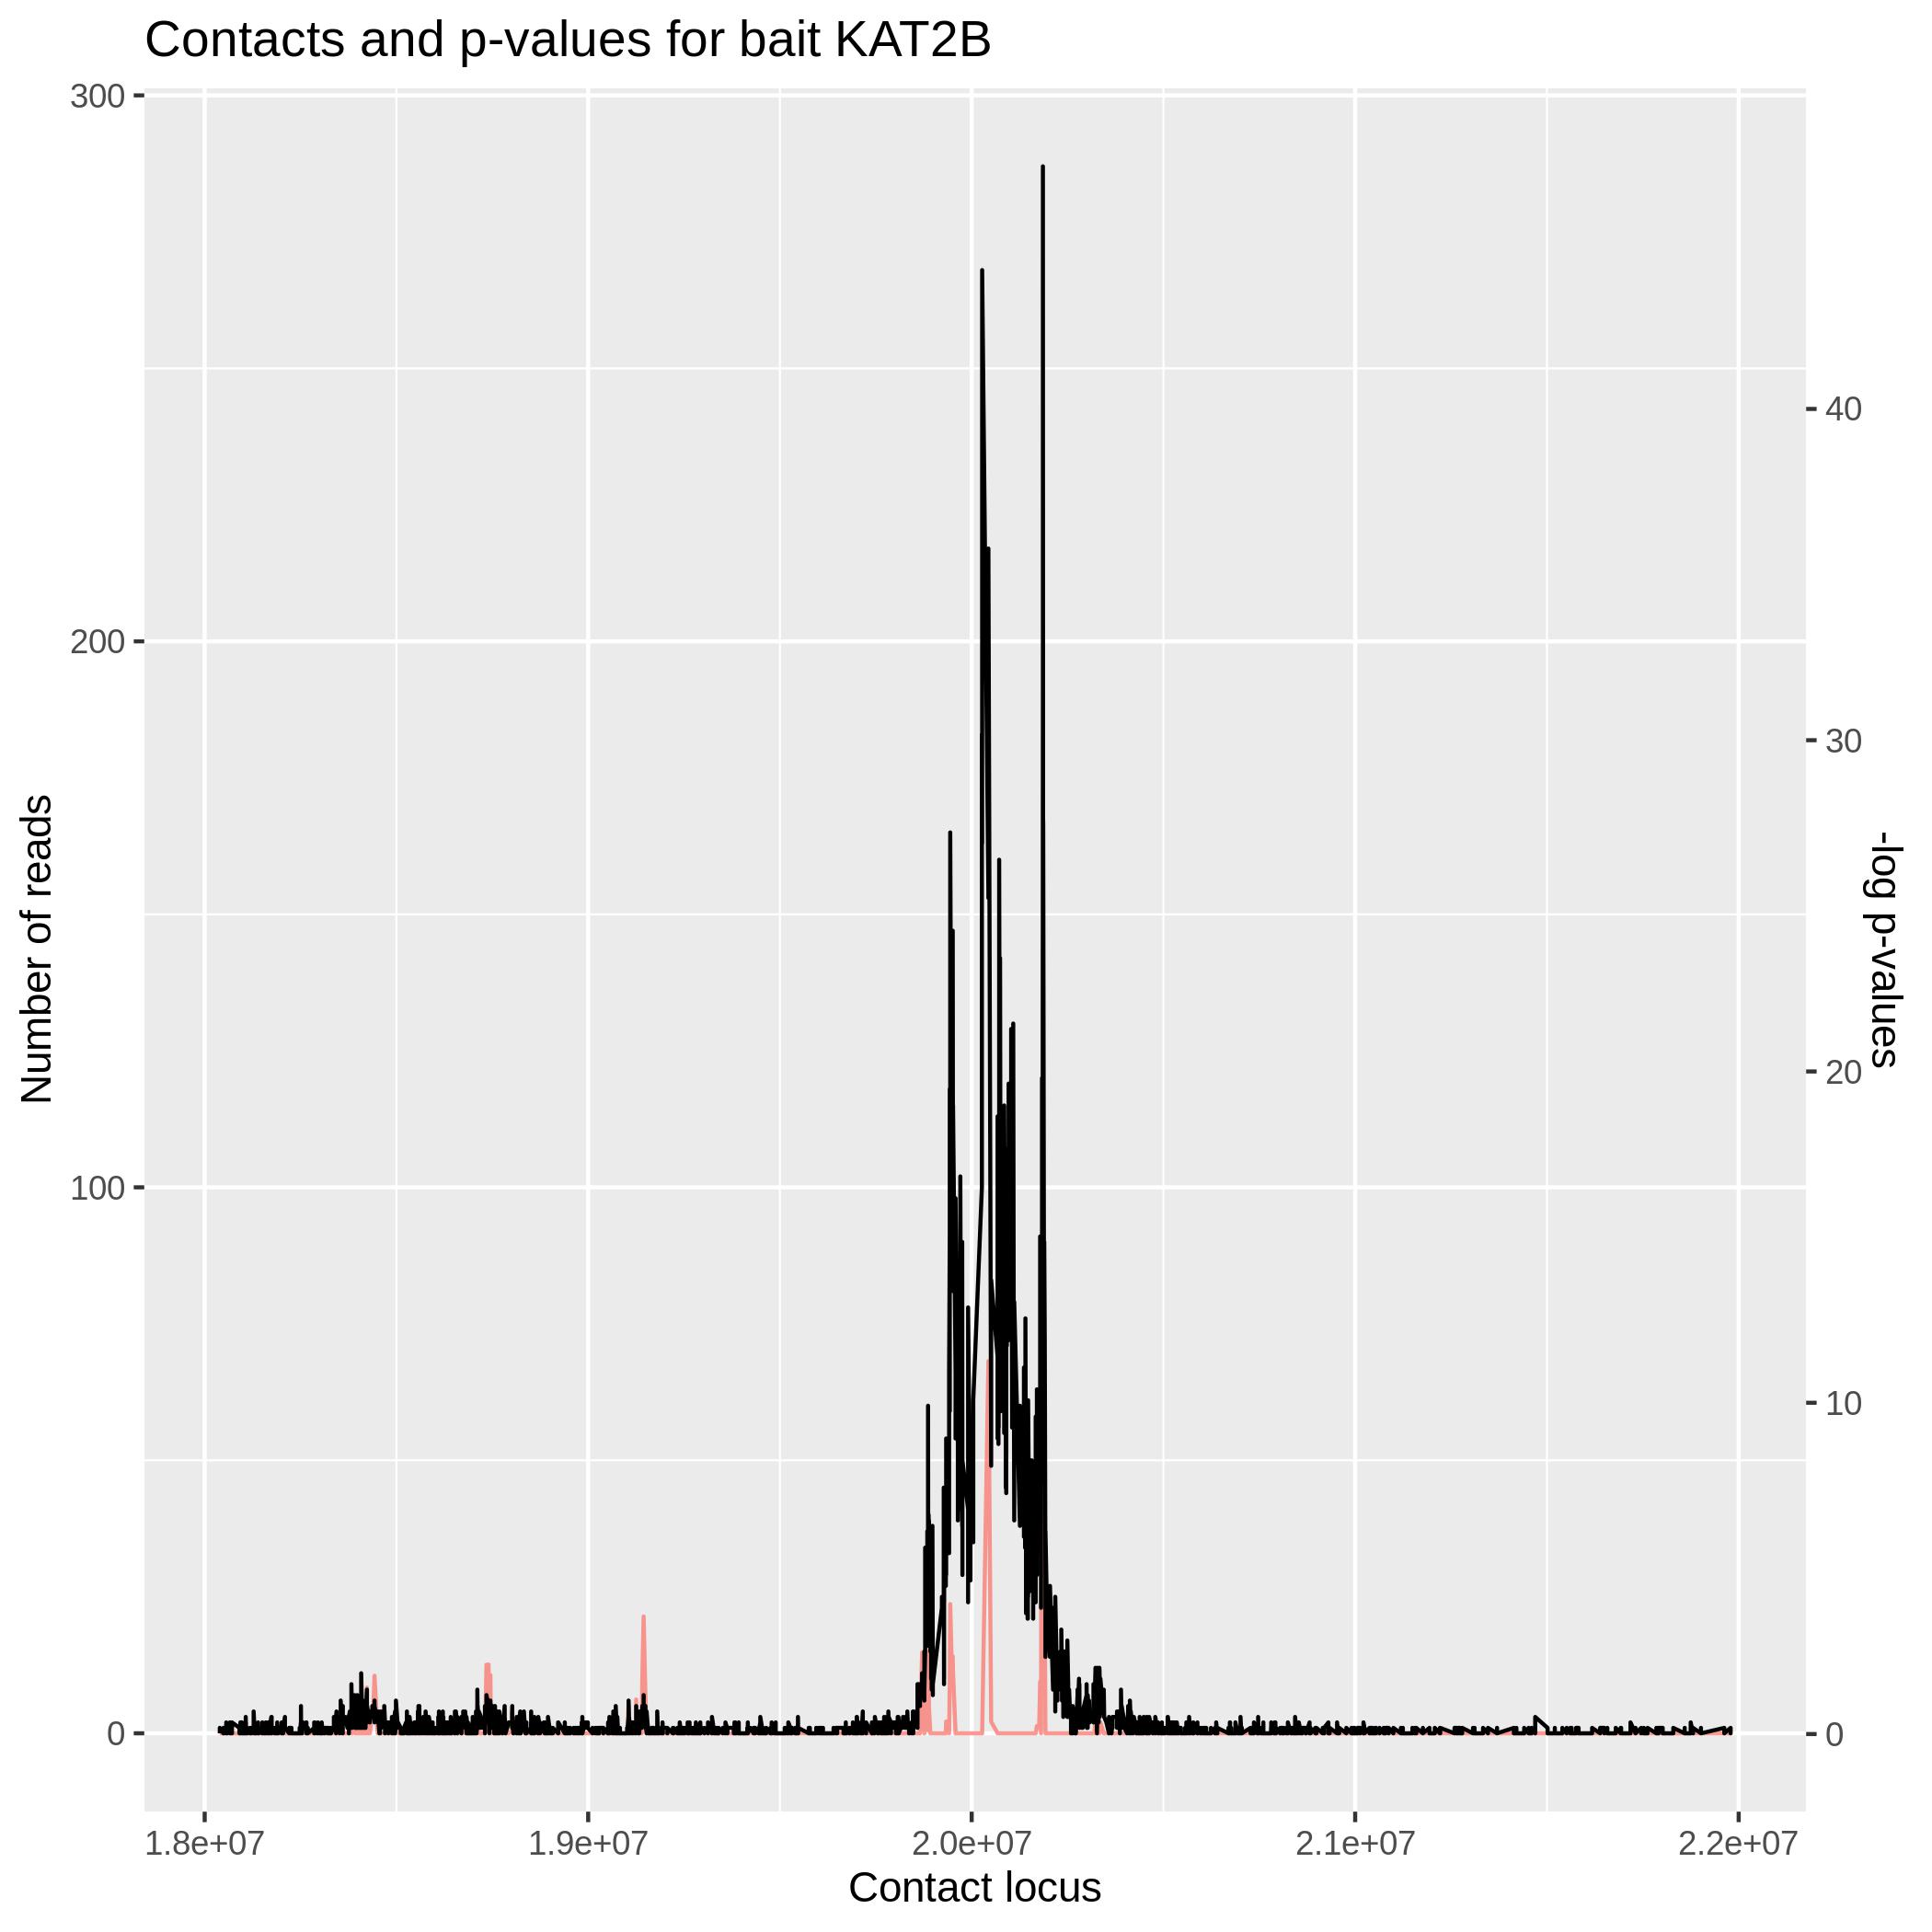 Contacts and p-values for bait KAT2B
300
200
100
0
Number of reads
40
30
20
10
0
-log p-values
1.8e+07 1.9e+07 2.0e+07 2.1e+07 2.2e+07
Contact locus